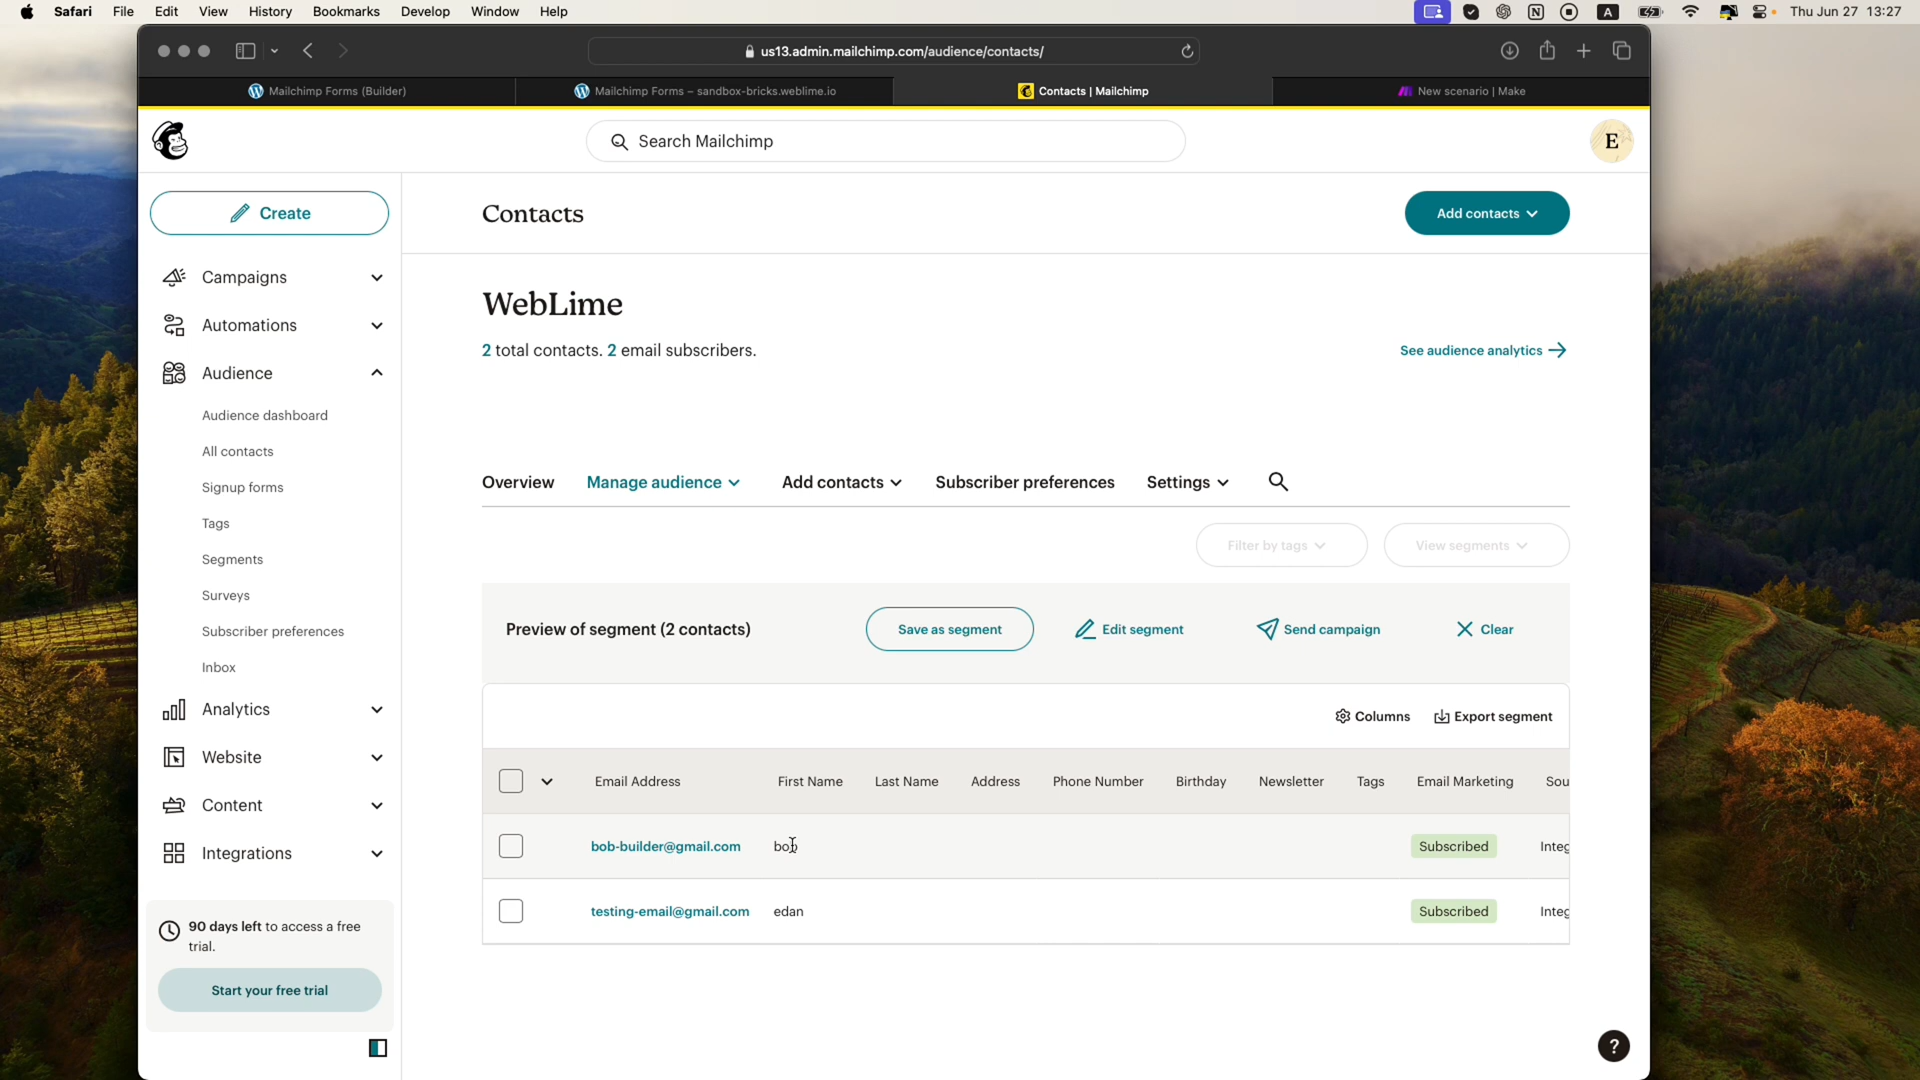 Safari File Edit View History Bookmarks Develop Window Help A Thu Jun 27 13:27
us13.admin.mailchimp.com/audience/contacts/
Mailchimp Forms (Builder)
Mailchimp Forms – sandbox-bricks.weblime.io
Contacts | Mailchimp
New scenario | Make
Search Mailchimp
E
Create
Contacts
Add contacts
Campaigns
Automations
Audience
Audience dashboard
All contacts
Signup forms
Tags
Segments
Surveys
Subscriber preferences
Inbox
Analytics
Website
Content
Integrations
90 days left to access a free
trial.
Start your free trial
WebLime
2 total contacts. 2 email subscribers.
See audience analytics
Overview Manage audience Add contacts Subscriber preferences Settings
Filter by tags View segments
Preview of segment (2 contacts) Save as segment Edit segment Send campaign Clear
Columns Export segment
Email Address First Name Last Name Address Phone Number Birthday Newsletter Tags Email Marketing Sou
bob-builder@gmail.com bob Subscribed Integ
testing-email@gmail.com edan Subscribed Integ
?